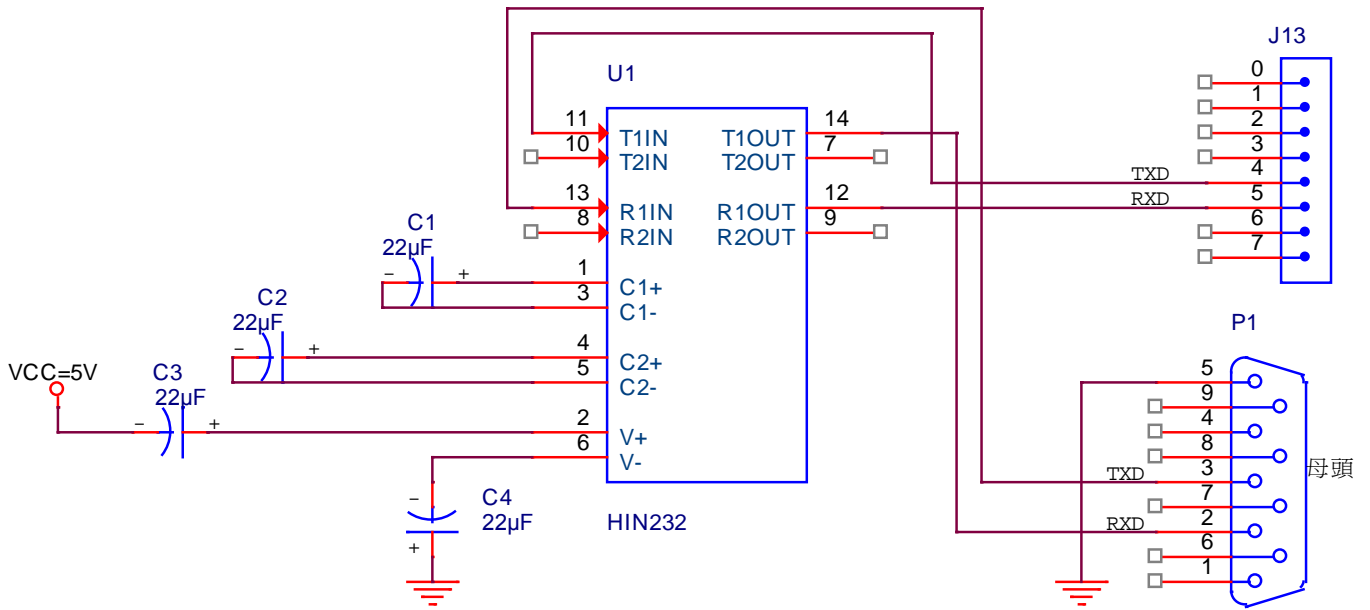 J13
0
1
2
3
TXD 4
RXD 5
6
7
U1
11 T1IN T1OUT 14
10 T2IN T2OUT 7
13 R1IN R1OUT 12
8 R2IN R2OUT 9
1 C1+
3 C1-
4 C2+
5 C2-
2 V+
6 V-
HIN232
C1
22µF
- +
C2
22µF
- +
VCC=5V
C3
22µF
- +
-
C4
22µF
+
P1
5
9
4
8
母頭
TXD 3
7
RXD 2
6
1